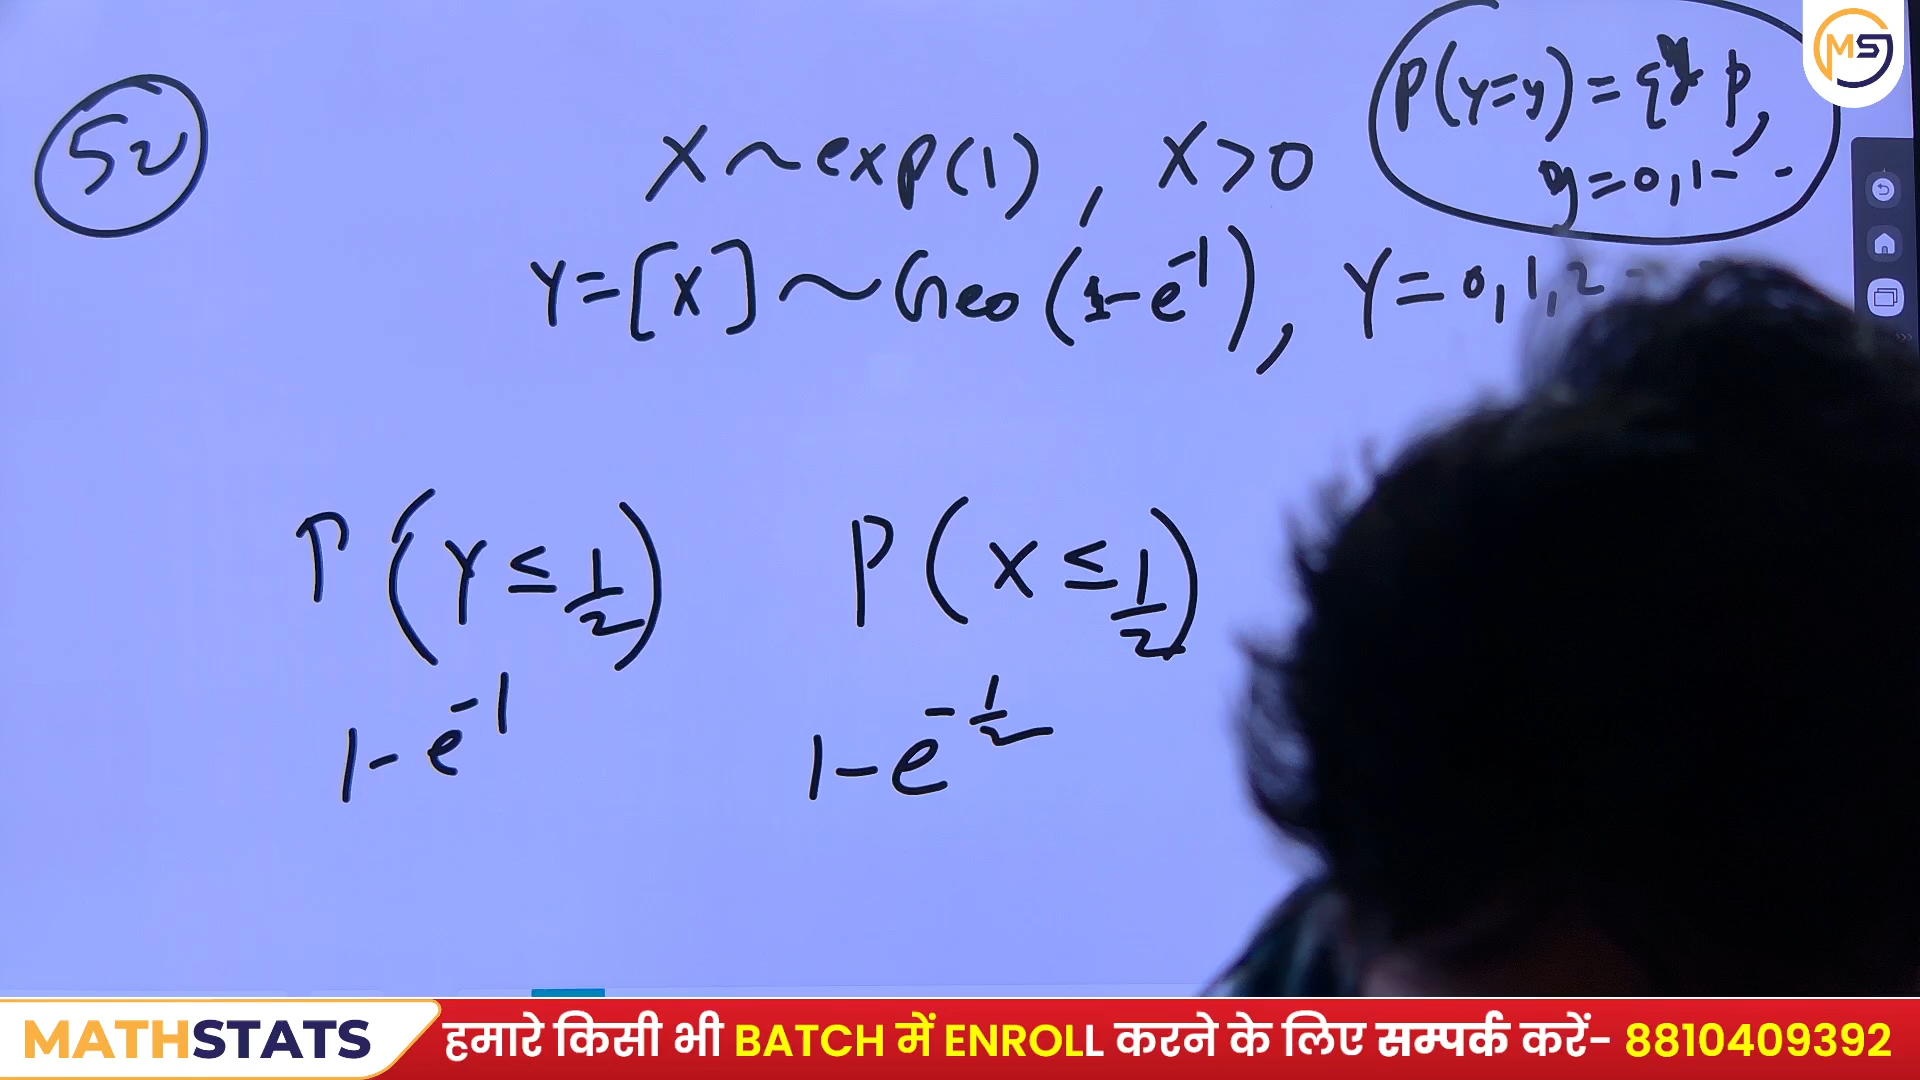 52
P(Y=y) = q^y p,
y=0,1- -
X~exp(1), X>0
Y=[X]~Geo(1-e^-1), Y=0,1,2
P(Y≤1/2) P(X≤1/2)
1-e^-1 1-e^-1/2
MS
MATHSTATS हमारे किसी भी BATCH में ENROLL करने के लिए सम्पर्क करें- 8810409392